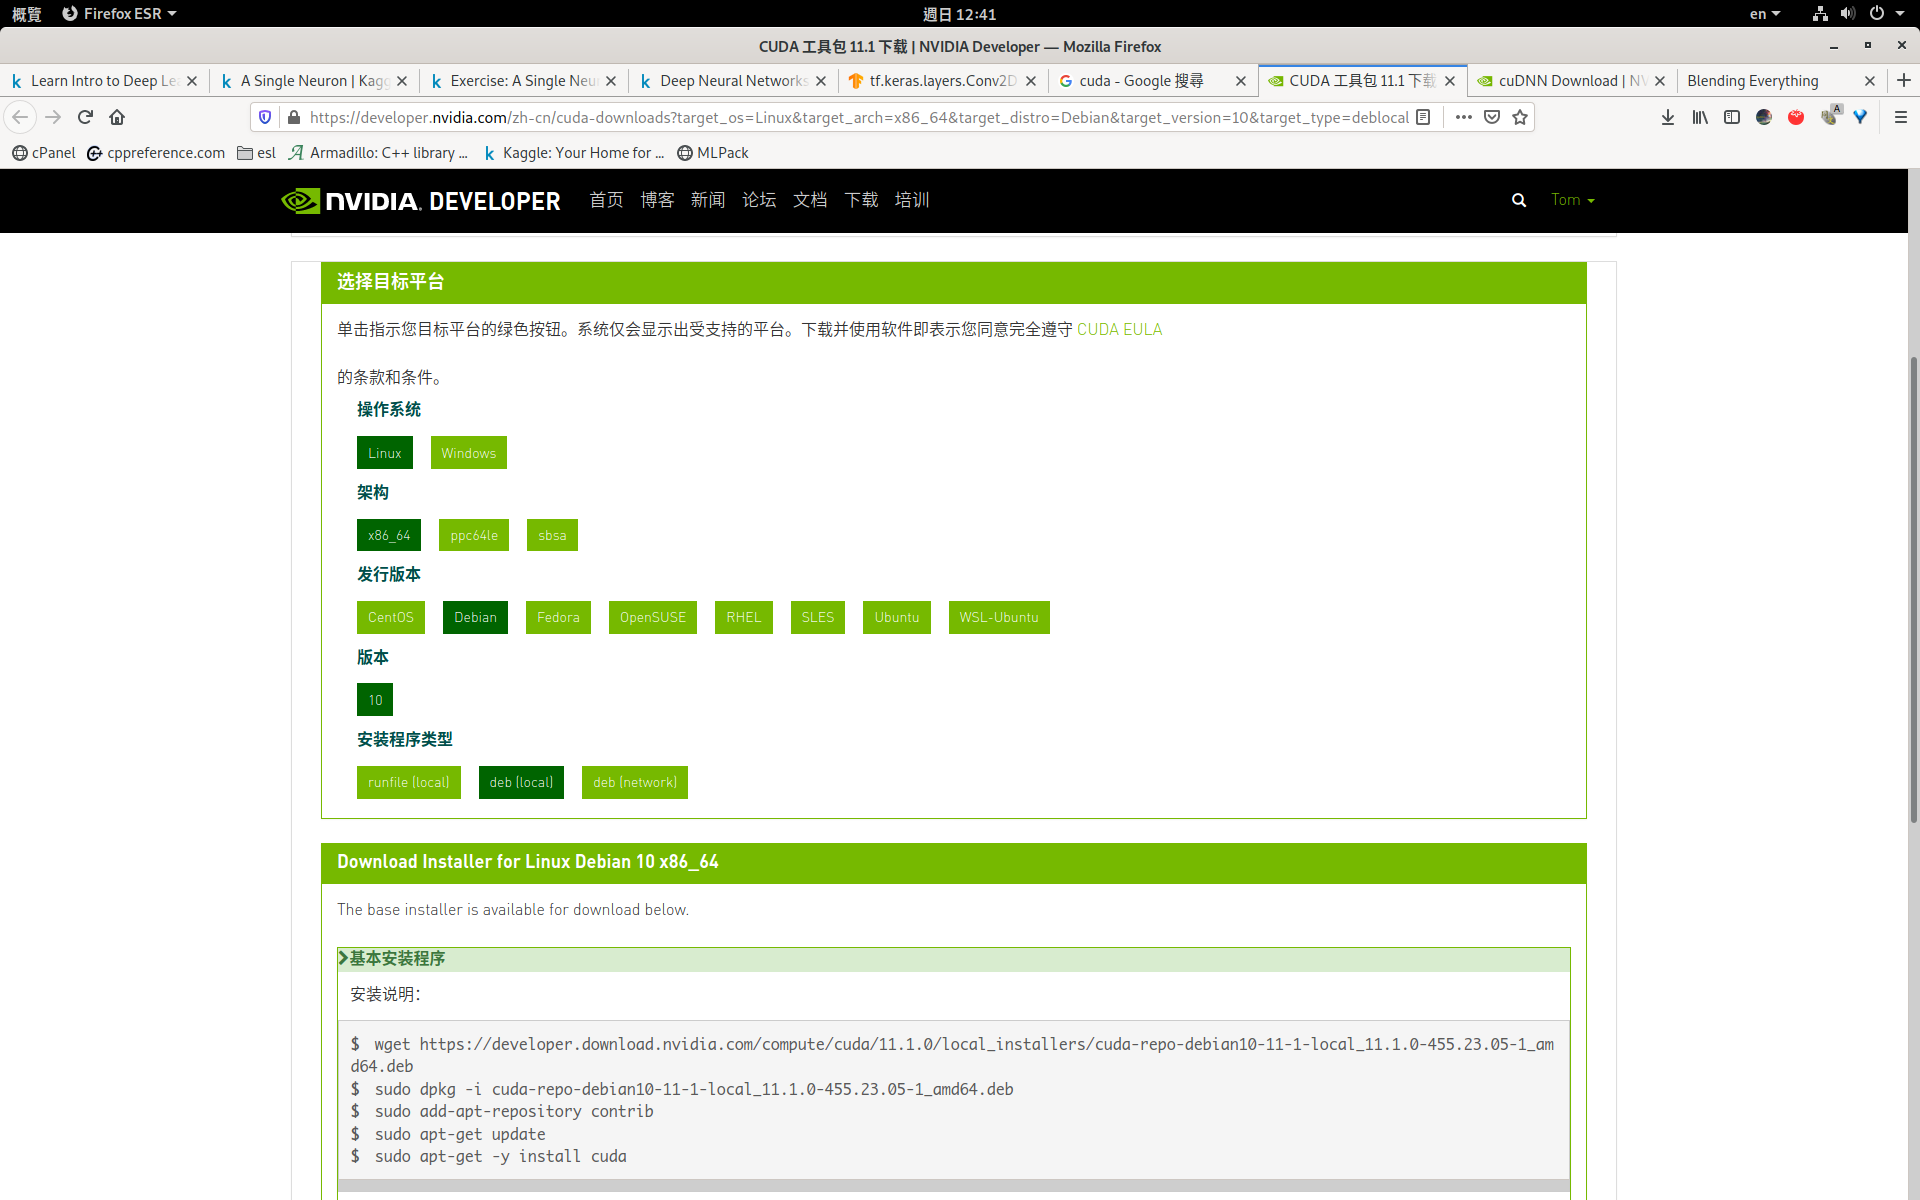 概覽 Firefox ESR 週日 12:41 en
CUDA 工具包 11.1 下载 | NVIDIA Developer — Mozilla Firefox
Learn Intro to Deep Le A Single Neuron | Kagg Exercise: A Single Neu Deep Neural Networks tf.keras.layers.Conv2D cuda - Google 搜尋 CUDA 工具包 11.1 下载 cuDNN Download | NV Blending Everything
https://developer.nvidia.com/zh-cn/cuda-downloads?target_os=Linux&target_arch=x86_64&target_distro=Debian&target_version=10&target_type=deblocal
cPanel cppreference.com esl Armadillo: C++ library ... Kaggle: Your Home for ... MLPack
NVIDIA. DEVELOPER 首页 博客 新闻 论坛 文档 下载 培训 Tom
选择目标平台
单击指示您目标平台的绿色按钮。系统仅会显示出受支持的平台。下载并使用软件即表示您同意完全遵守 CUDA EULA
的条款和条件。
操作系统
Linux Windows
架构
x86_64 ppc64le sbsa
发行版本
CentOS Debian Fedora OpenSUSE RHEL SLES Ubuntu WSL-Ubuntu
版本
10
安装程序类型
runfile (local) deb (local) deb (network)
Download Installer for Linux Debian 10 x86_64
The base installer is available for download below.
基本安装程序
安装说明：
$ wget https://developer.download.nvidia.com/compute/cuda/11.1.0/local_installers/cuda-repo-debian10-11-1-local_11.1.0-455.23.05-1_am
d64.deb
$ sudo dpkg -i cuda-repo-debian10-11-1-local_11.1.0-455.23.05-1_amd64.deb
$ sudo add-apt-repository contrib
$ sudo apt-get update
$ sudo apt-get -y install cuda